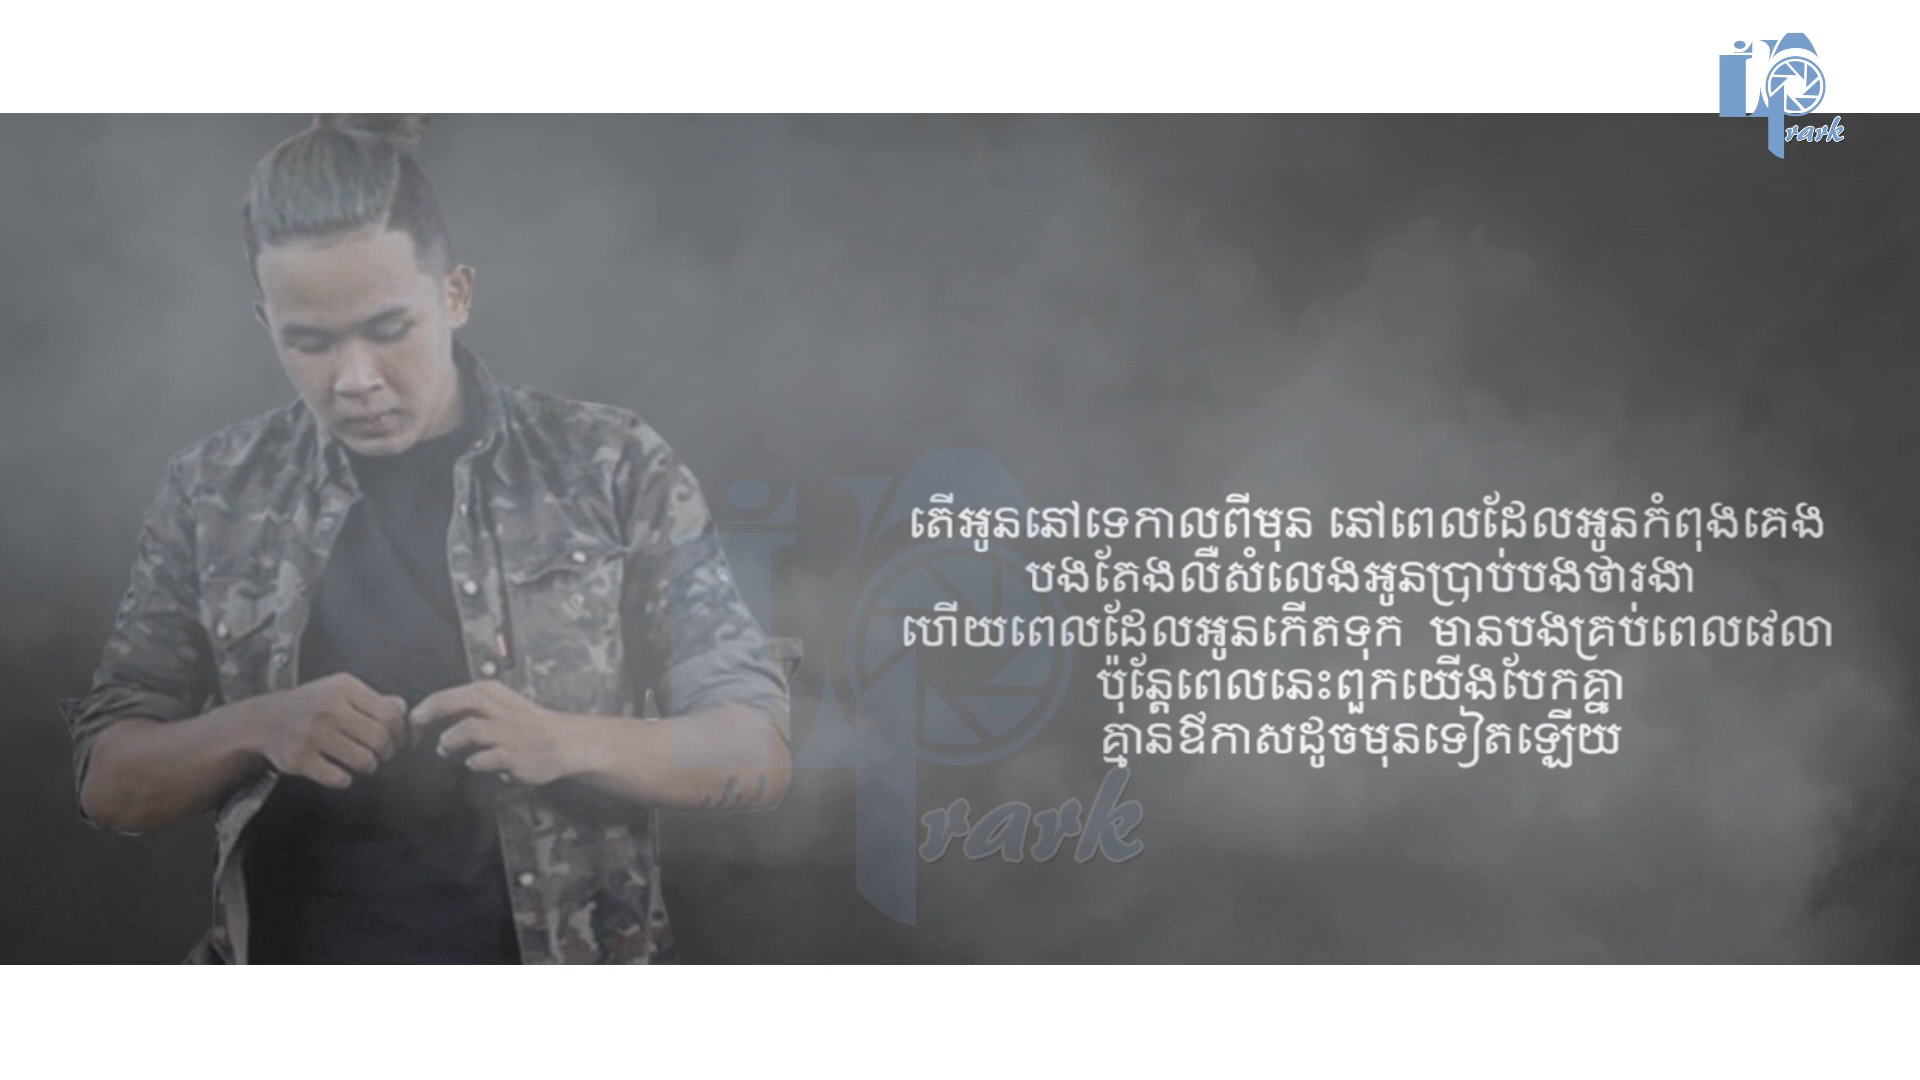 rark
តើអូននៅទេកាលពីមុន នៅពេលដែលអូនកំពុងគេង
បងតែងលឺសំលេងអូនប្រាប់បងថារងា
ហើយពេលដែលអូនកើតទុក មានបងគ្រប់ពេលវេលា
ប៉ុន្តែពេលនេះពួកយើងបែកគ្នា
គ្មានឪកាសដូចមុនទៀតឡើយ
rark